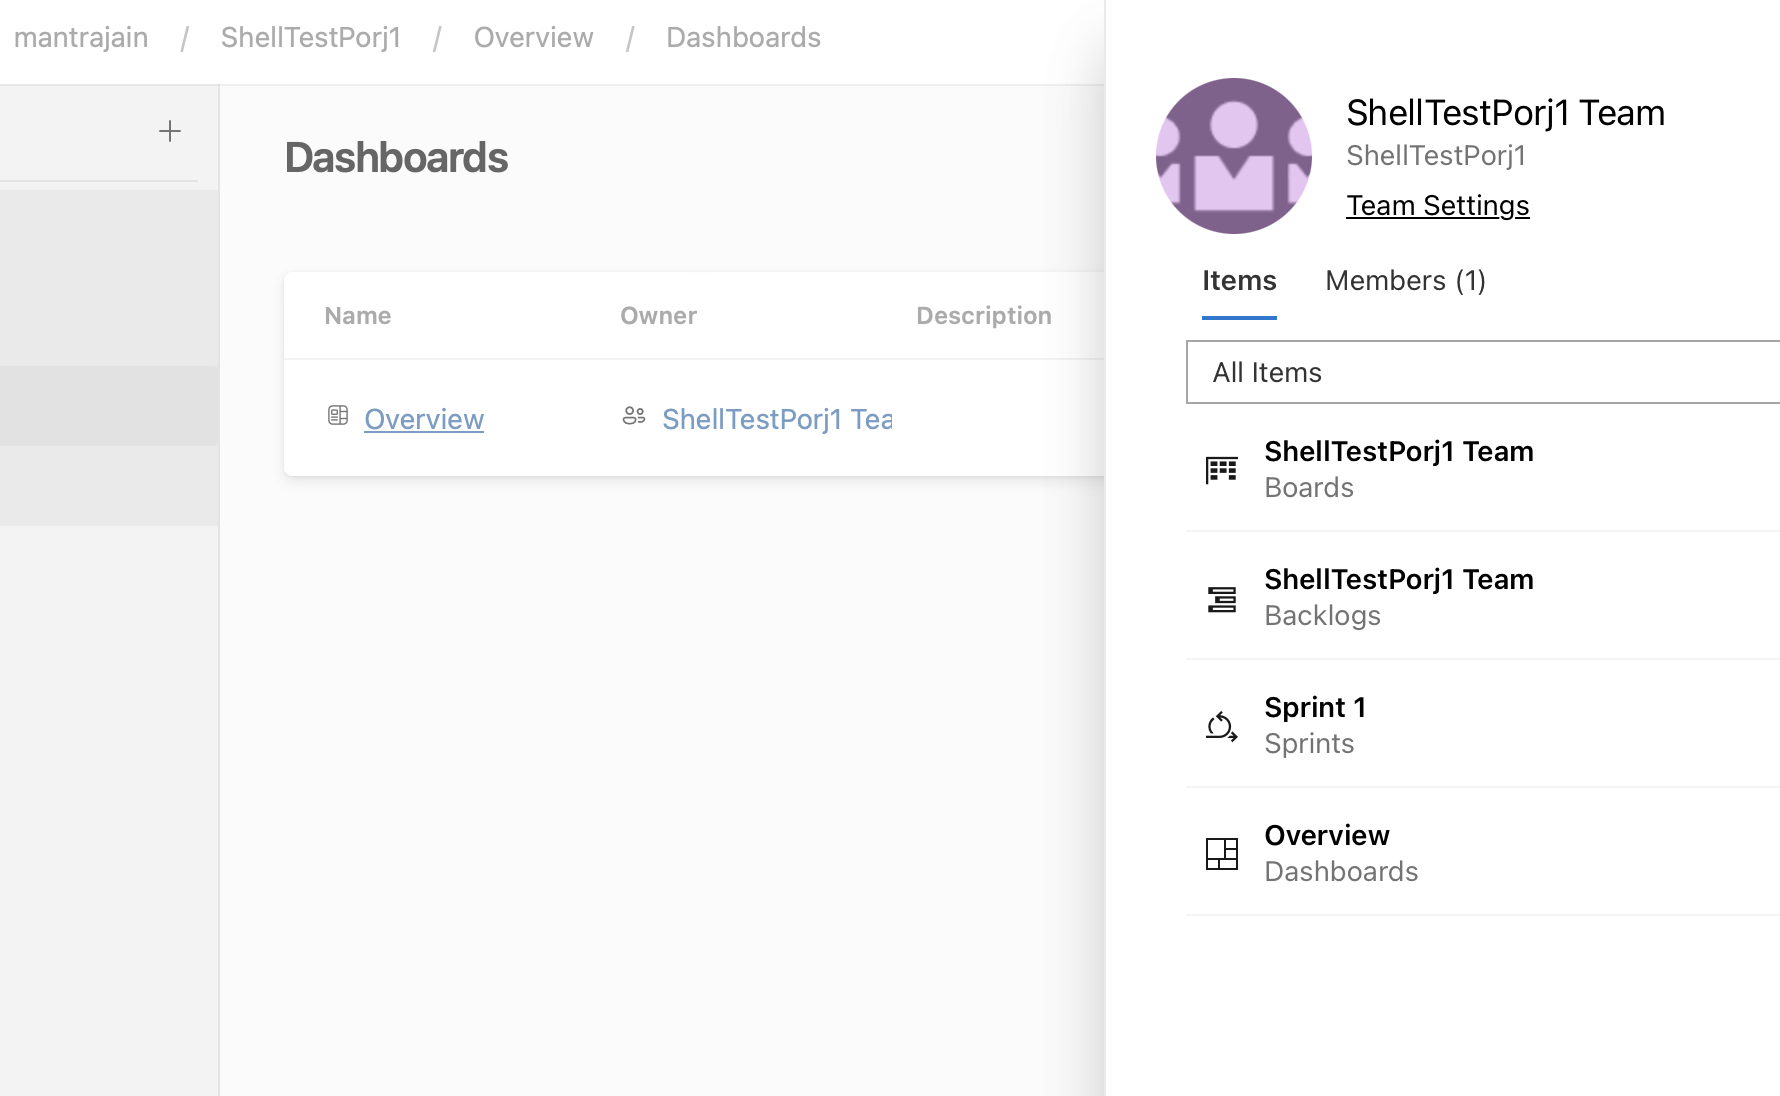 mantrajain / ShellTestPorj1 / Overview / Dashboards
Dashboards
Name Owner Description
Overview ShellTestPorj1 Tea
ShellTestPorj1 Team
ShellTestPorj1
Team Settings
Items Members (1)
All Items
ShellTestPorj1 Team
Boards
ShellTestPorj1 Team
Backlogs
Sprint 1
Sprints
Overview
Dashboards